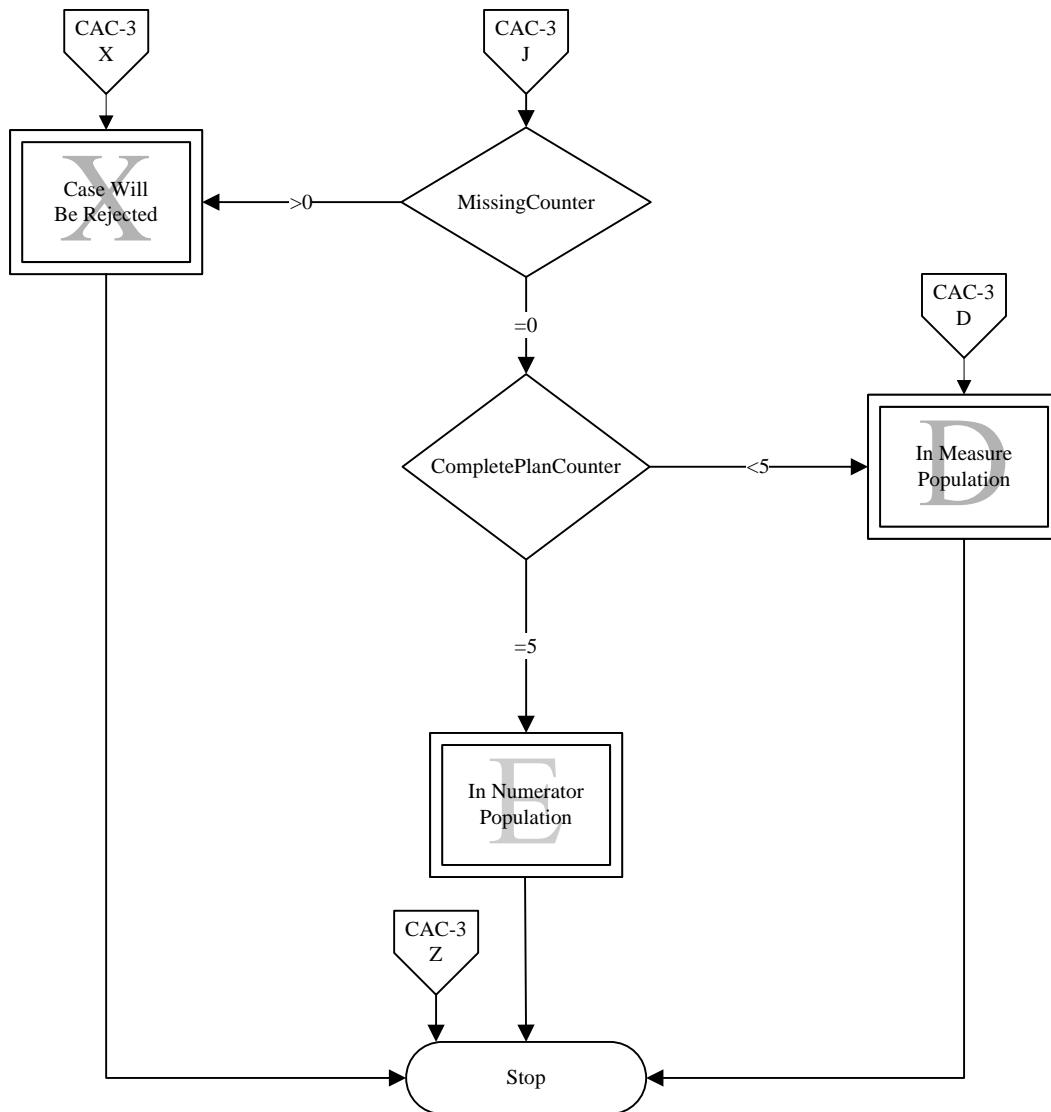 CAC-3
X
CAC-3
J
X
Case Will
Be Rejected
>0
MissingCounter
=0
CAC-3
D
CompletePlanCounter
<5
D
In Measure
Population
=5
E
In Numerator
Population
CAC-3
Z
Stop